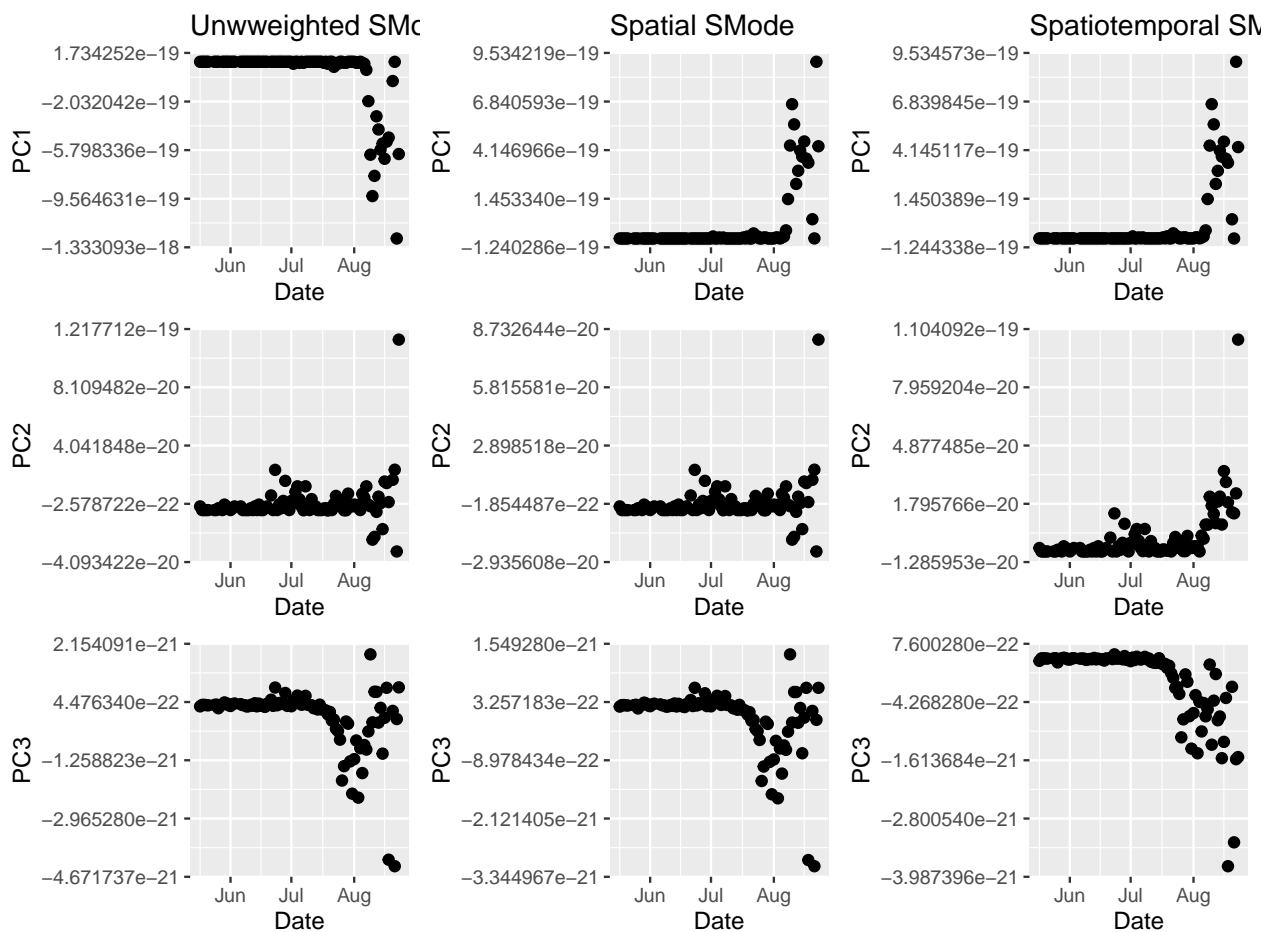 Unwweighted SMo
Spatial SMode
Spatiotemporal SM
1.734252e−19
−2.032042e−19
−5.798336e−19
−9.564631e−19
−1.333093e−18
PC1
Jun Jul Aug
Date
9.534219e−19
6.840593e−19
4.146966e−19
1.453340e−19
−1.240286e−19
PC1
Jun Jul Aug
Date
9.534573e−19
6.839845e−19
4.145117e−19
1.450389e−19
−1.244338e−19
PC1
Jun Jul Aug
Date
1.217712e−19
8.109482e−20
4.041848e−20
−2.578722e−22
−4.093422e−20
PC2
Jun Jul Aug
Date
8.732644e−20
5.815581e−20
2.898518e−20
−1.854487e−22
−2.935608e−20
PC2
Jun Jul Aug
Date
1.104092e−19
7.959204e−20
4.877485e−20
1.795766e−20
−1.285953e−20
PC2
Jun Jul Aug
Date
2.154091e−21
4.476340e−22
−1.258823e−21
−2.965280e−21
−4.671737e−21
PC3
Jun Jul Aug
Date
1.549280e−21
3.257183e−22
−8.978434e−22
−2.121405e−21
−3.344967e−21
PC3
Jun Jul Aug
Date
7.600280e−22
−4.268280e−22
−1.613684e−21
−2.800540e−21
−3.987396e−21
PC3
Jun Jul Aug
Date